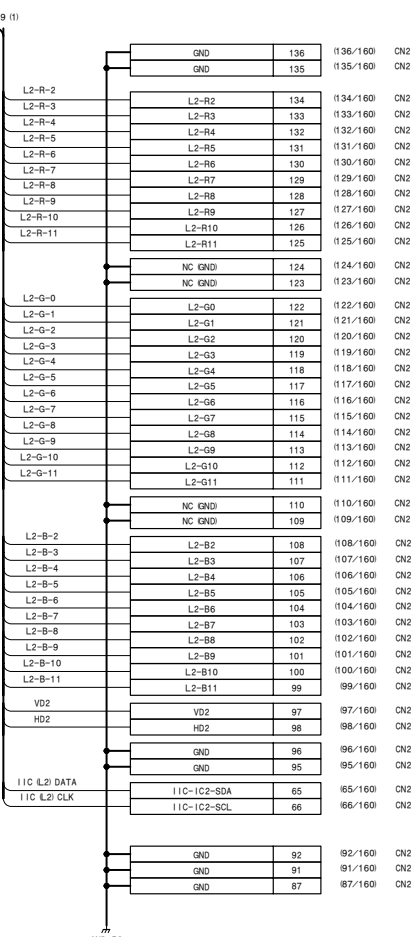 9 (1)
GND 136 (136/160) CN2
GND 135 (135/160) CN2
L2-R-2 L2-R2 134 (134/160) CN2
L2-R-3 L2-R3 133 (133/160) CN2
L2-R-4 L2-R4 132 (132/160) CN2
L2-R-5 L2-R5 131 (131/160) CN2
L2-R-6 L2-R6 130 (130/160) CN2
L2-R-7 L2-R7 129 (129/160) CN2
L2-R-8 L2-R8 128 (128/160) CN2
L2-R-9 L2-R9 127 (127/160) CN2
L2-R-10 L2-R10 126 (126/160) CN2
L2-R-11 L2-R11 125 (125/160) CN2
NC (GND) 124 (124/160) CN2
NC (GND) 123 (123/160) CN2
L2-G-0 L2-G0 122 (122/160) CN2
L2-G-1 L2-G1 121 (121/160) CN2
L2-G-2 L2-G2 120 (120/160) CN2
L2-G-3 L2-G3 119 (119/160) CN2
L2-G-4 L2-G4 118 (118/160) CN2
L2-G-5 L2-G5 117 (117/160) CN2
L2-G-6 L2-G6 116 (116/160) CN2
L2-G-7 L2-G7 115 (115/160) CN2
L2-G-8 L2-G8 114 (114/160) CN2
L2-G-9 L2-G9 113 (113/160) CN2
L2-G-10 L2-G10 112 (112/160) CN2
L2-G-11 L2-G11 111 (111/160) CN2
NC (GND) 110 (110/160) CN2
NC (GND) 109 (109/160) CN2
L2-B-2 L2-B2 108 (108/160) CN2
L2-B-3 L2-B3 107 (107/160) CN2
L2-B-4 L2-B4 106 (106/160) CN2
L2-B-5 L2-B5 105 (105/160) CN2
L2-B-6 L2-B6 104 (104/160) CN2
L2-B-7 L2-B7 103 (103/160) CN2
L2-B-8 L2-B8 102 (102/160) CN2
L2-B-9 L2-B9 101 (101/160) CN2
L2-B-10 L2-B10 100 (100/160) CN2
L2-B-11 L2-B11 99 (99/160) CN2
VD2 VD2 97 (97/160) CN2
HD2 HD2 98 (98/160) CN2
GND 96 (96/160) CN2
GND 95 (95/160) CN2
IIC (L2) DATA IIC-IC2-SDA 65 (65/160) CN2
IIC (L2) CLK IIC-IC2-SCL 66 (66/160) CN2
GND 92 (92/160) CN2
GND 91 (91/160) CN2
GND 87 (87/160) CN2